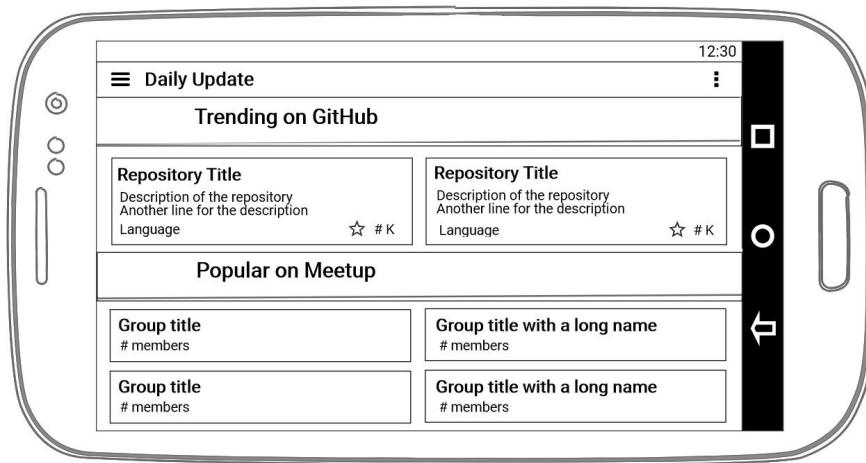 12:30
Daily Update
Trending on GitHub
Repository Title
Description of the repository
Another line for the description
Language # K
Repository Title
Description of the repository
Another line for the description
Language # K
Popular on Meetup
Group title
# members
Group title with a long name
# members
Group title
# members
Group title with a long name
# members